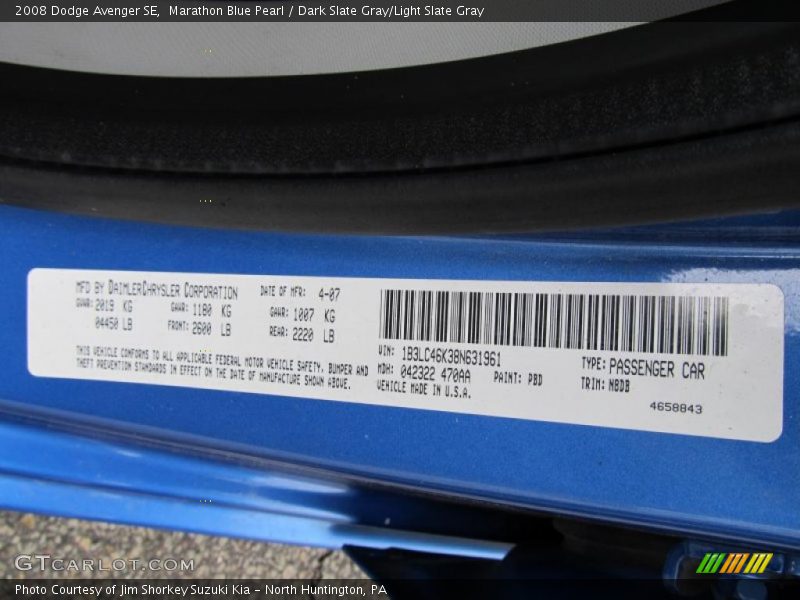 2008 Dodge Avenger SE,  Marathon Blue Pearl / Dark Slate Gray/Light Slate Gray
MFD BY DAIMLERCHRYSLER CORPORATION DATE OF MFR: 4-07
GVWR: 2019 KG GAWR: 1180 KG GAWR: 1007 KG
04450 LB FRONT: 2600 LB REAR: 2220 LB
THIS VEHICLE CONFORMS TO ALL APPLICABLE FEDERAL MOTOR VEHICLE SAFETY, BUMPER AND
THEFT PREVENTION STANDARDS IN EFFECT ON THE DATE OF MANUFACTURE SHOWN ABOVE.
VIN: 1B3LC46K38N631961 TYPE: PASSENGER CAR
MDH: 042322 470AA PAINT: PBD TRIM: NBDB
VEHICLE MADE IN U.S.A.
4658843
GTCarLot.com
Photo Courtesy of Jim Shorkey Suzuki Kia – North Huntington, PA